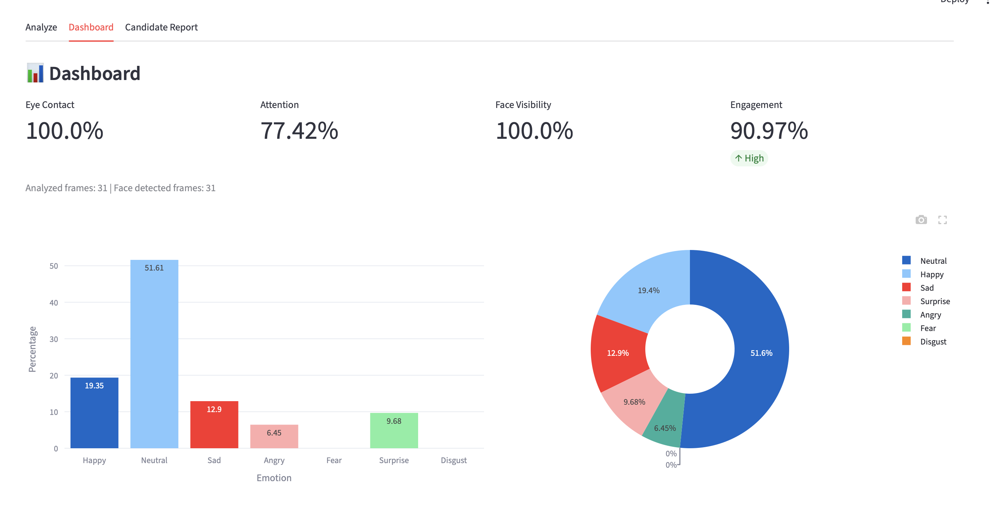 Deploy
Analyze Dashboard Candidate Report
Dashboard
Eye Contact Attention Face Visibility Engagement
100.0% 77.42% 100.0% 90.97%
↑ High
Analyzed frames: 31 | Face detected frames: 31
Percentage
50
40
30
20
10
0
51.61
19.35
12.9
6.45
9.68
Happy Neutral Sad Angry Fear Surprise Disgust
Emotion
19.4%
51.6%
12.9%
9.68%
6.45%
0%
0%
Neutral
Happy
Sad
Surprise
Angry
Fear
Disgust